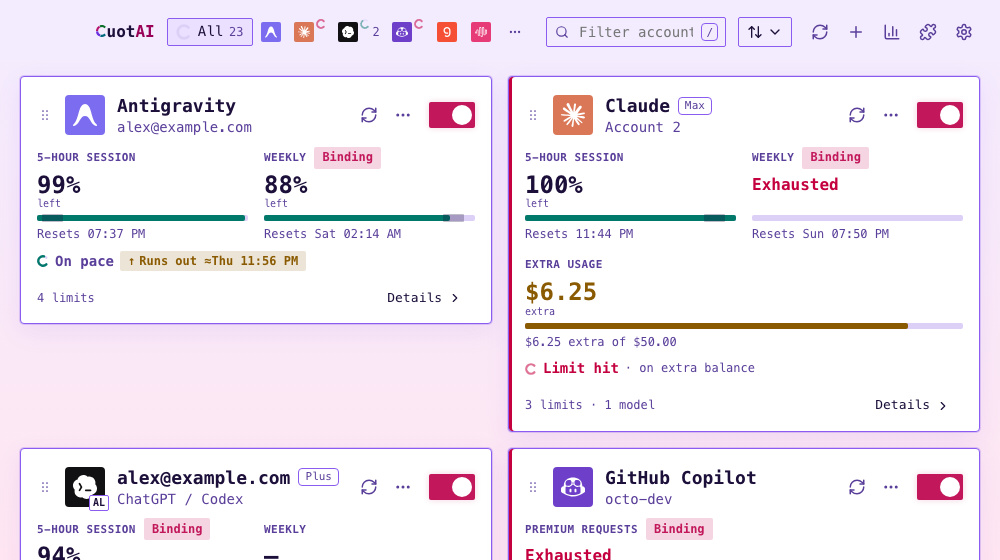 CuotAI All 23 2 ... Filter account /
Antigravity
alex@example.com
5-HOUR SESSION
99%
left
Resets 07:37 PM
WEEKLY Binding
88%
left
Resets Sat 02:14 AM
On pace ↑ Runs out ≈Thu 11:56 PM
4 limits Details >
Claude Max
Account 2
5-HOUR SESSION
100%
left
Resets 11:44 PM
WEEKLY Binding
Exhausted
Resets Sun 07:50 PM
EXTRA USAGE
$6.25
extra
$6.25 extra of $50.00
Limit hit · on extra balance
3 limits · 1 model Details >
alex@example.com Plus
AL ChatGPT / Codex
5-HOUR SESSION Binding
94%
WEEKLY
—
GitHub Copilot
octo-dev
PREMIUM REQUESTS Binding
Exhausted